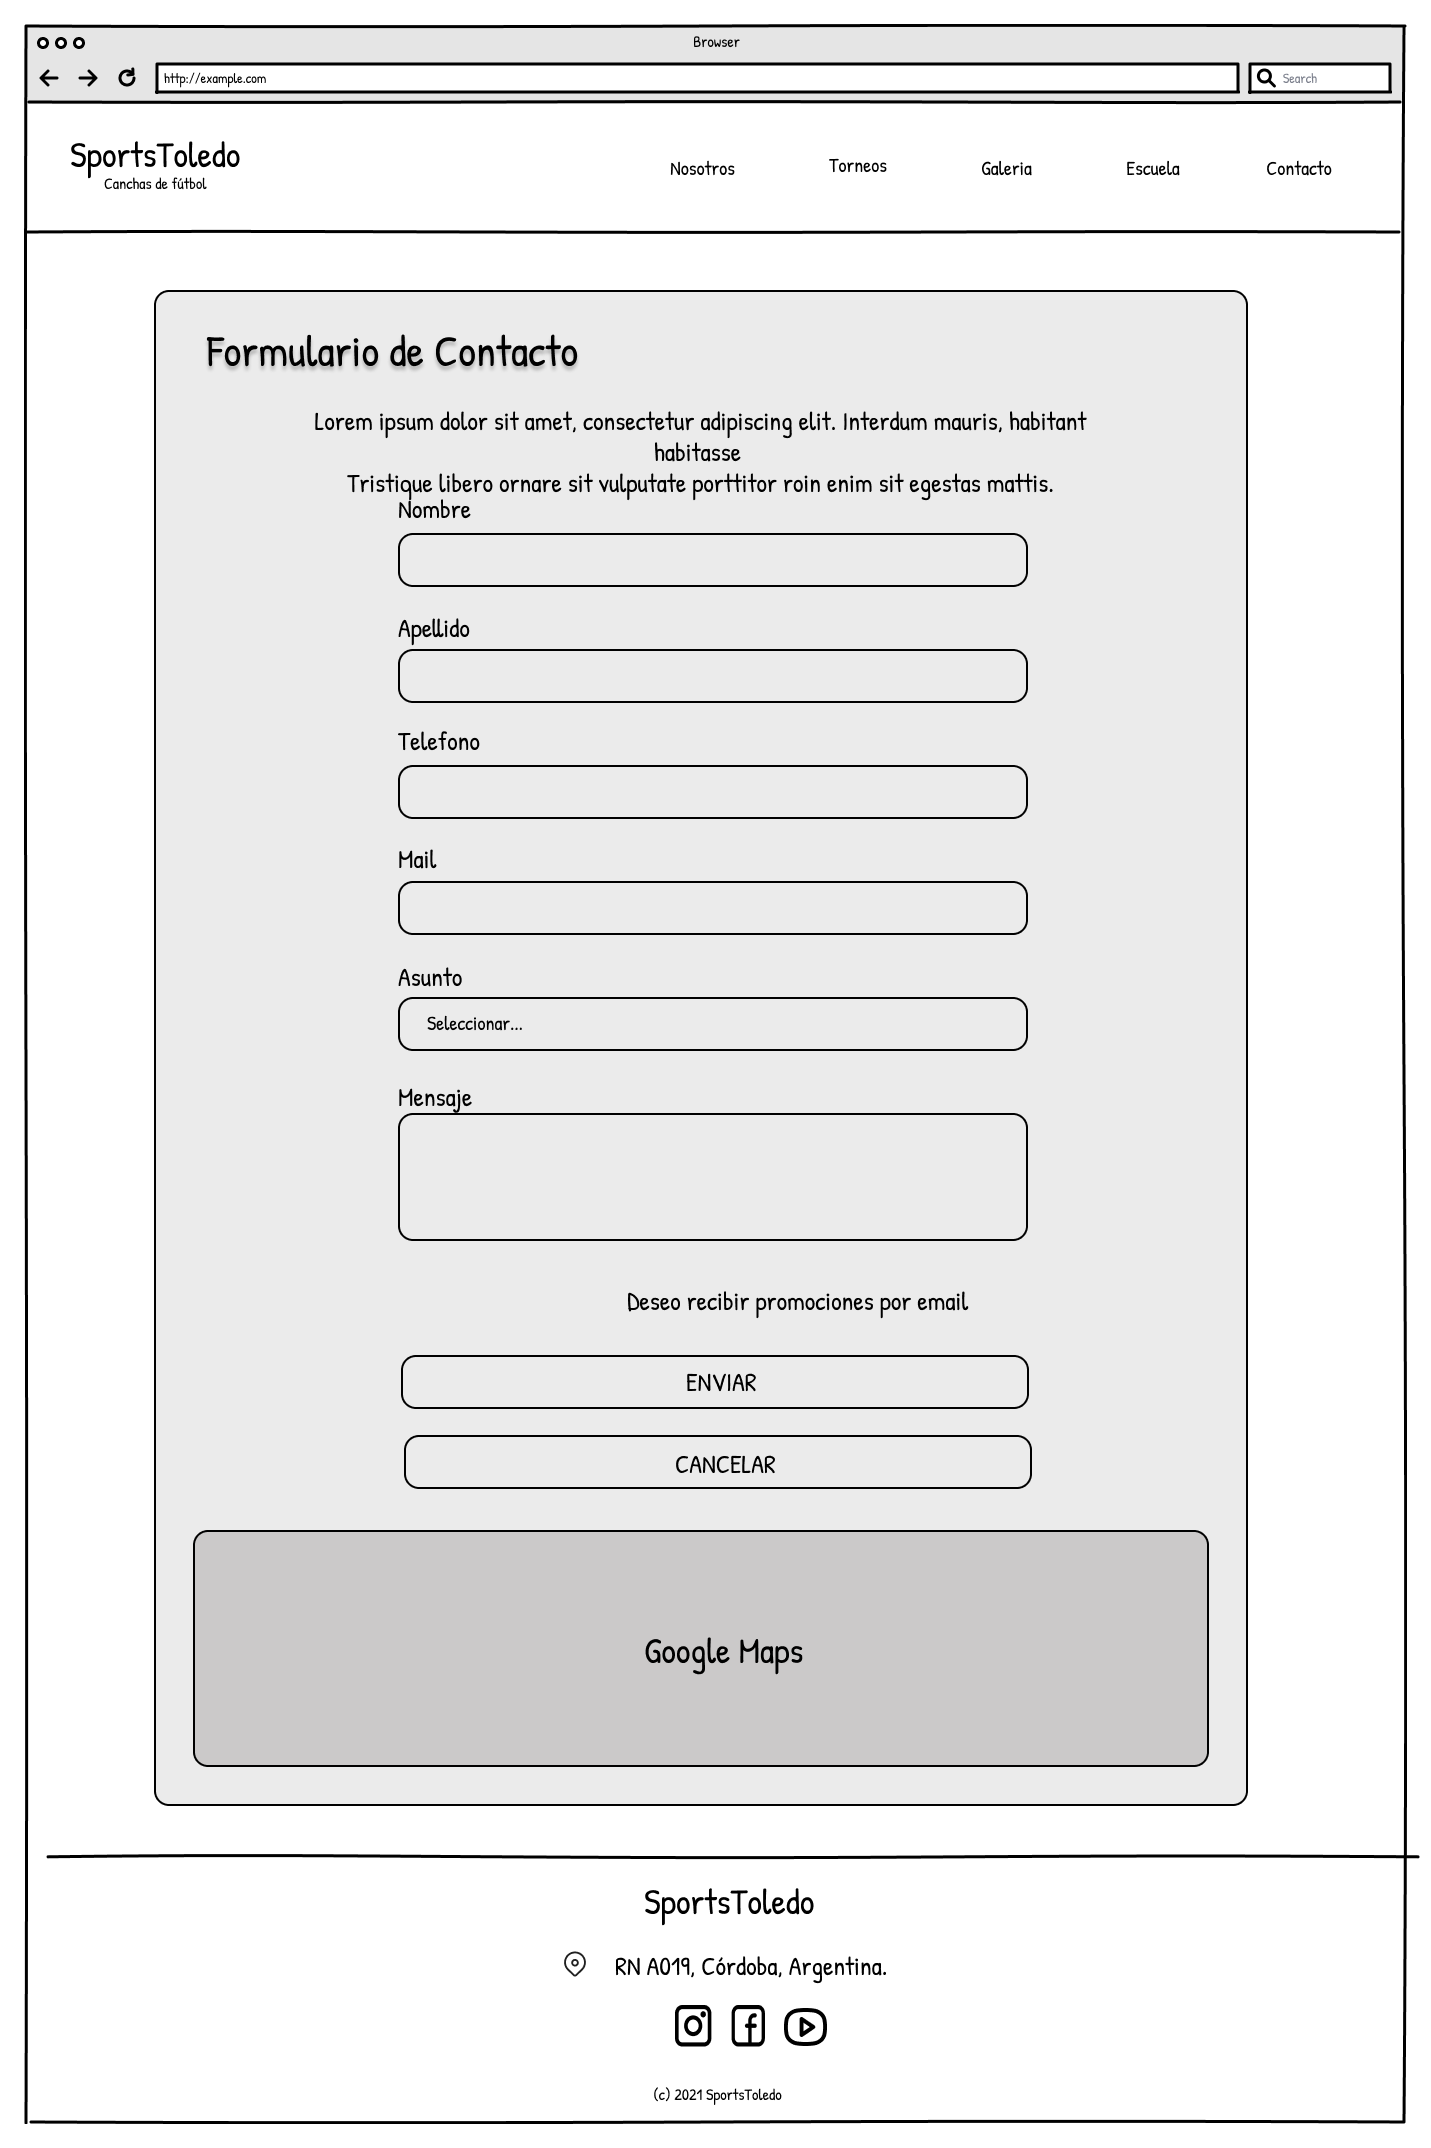 Browser
http://example.com
Search
SportsToledo
Canchas de fútbol
Nosotros
Torneos
Galeria
Escuela
Contacto
Formulario de Contacto
Lorem ipsum dolor sit amet, consectetur adipiscing elit. Interdum mauris, habitant
habitasse
Tristique libero ornare sit vulputate porttitor roin enim sit egestas mattis.
Nombre
Apellido
Telefono
Mail
Asunto
Seleccionar...
Mensaje
Deseo recibir promociones por email
ENVIAR
CANCELAR
Google Maps
SportsToledo
RN A019, Córdoba, Argentina.
(c) 2021 SportsToledo